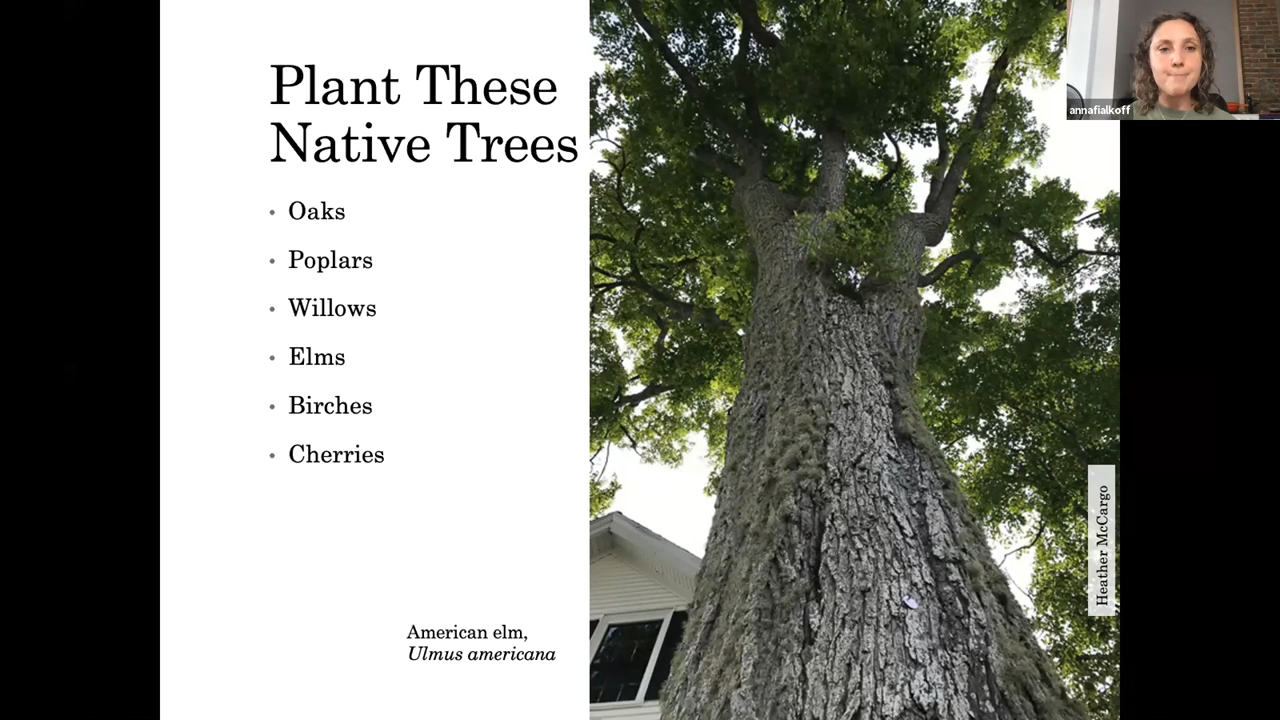 Plant These
Native Trees
• Oaks
• Poplars
• Willows
• Elms
• Birches
• Cherries
American elm,
Ulmus americana
Heather McCargo
annafialkoff